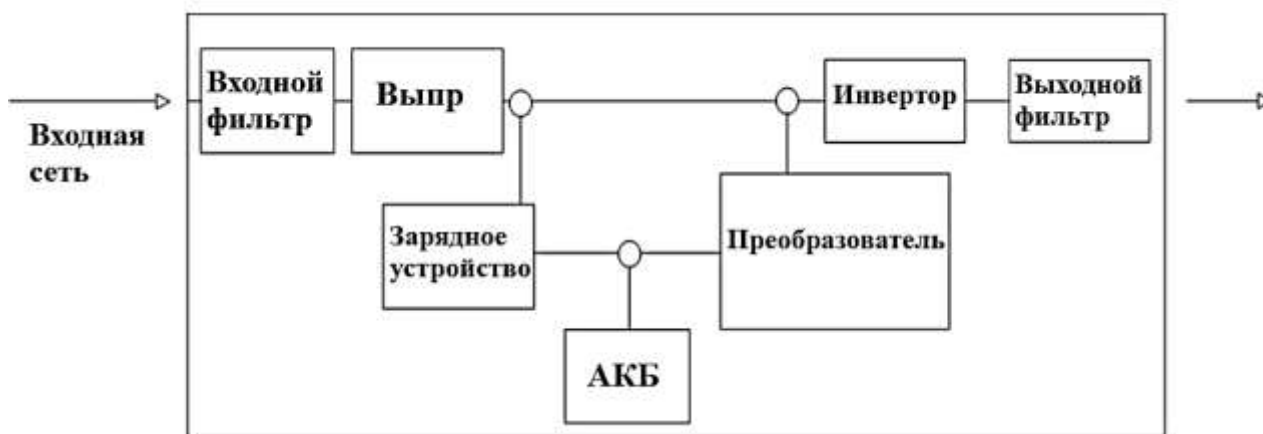 Входной
фильтр
Выпр
Инвертор
Выходной
фильтр
Входная
сеть
Зарядное
устройство
Преобразователь
АКБ